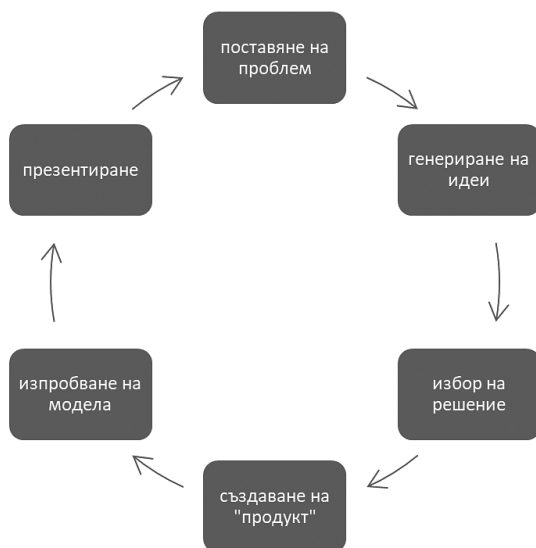 поставяне на
проблем
генериране на
идеи
избор на
решение
създаване на
"продукт"
изпробване на
модела
презентиране